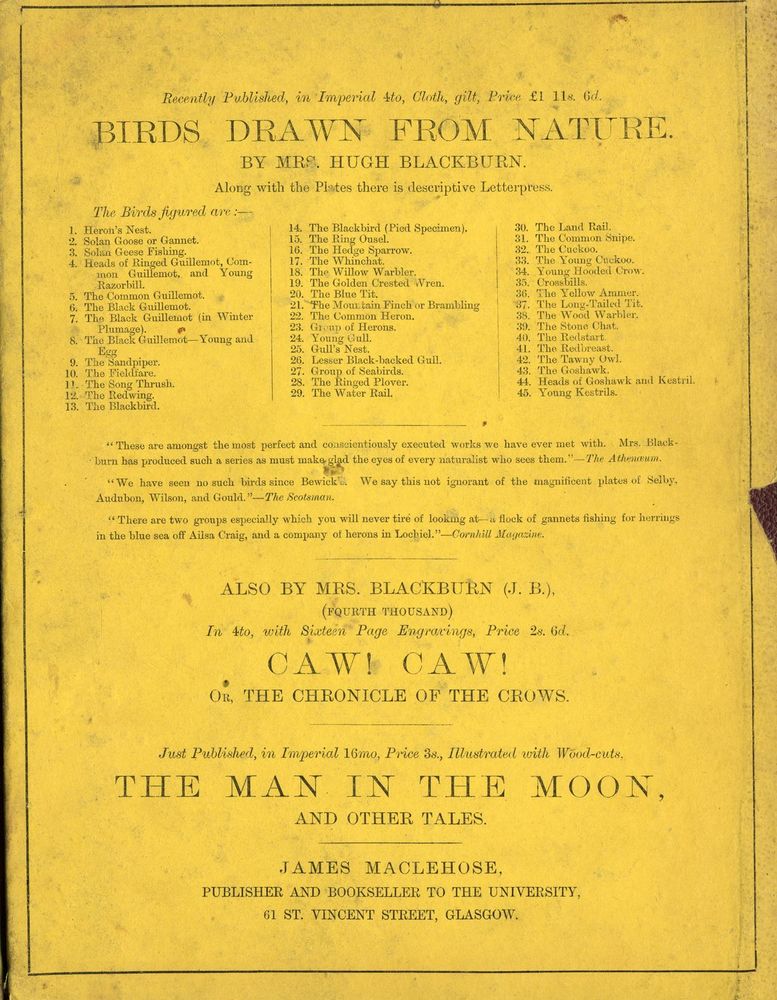 Recently Published, in Imperial 4to, Cloth, gilt, Price £1 11s. 6d.
BIRDS DRAWN FROM NATURE.
BY MRS. HUGH BLACKBURN.
Along with the Plates there is descriptive Letterpress.
The Birds figured are :—
1. Heron's Nest.
2. Solan Goose or Gannet.
3. Solan Geese Fishing.
4. Heads of Ringed Guillemot, Com-
mon Guillemot, and Young
Razorbill.
5. The Common Guillemot.
6. The Black Guillemot.
7. The Black Guillemot (in Winter
Plumage).
8. The Black Guillemot—Young and
Egg
9. The Sandpiper.
10. The Fieldfare.
11. The Song Thrush.
12. The Redwing.
13. The Blackbird.
14. The Blackbird (Pied Specimen).
15. The Ring Ousel.
16. The Hedge Sparrow.
17. The Whinchat.
18. The Willow Warbler.
19. The Golden Crested Wren.
20. The Blue Tit.
21. The Mountain Finch or Brambling
22. The Common Heron.
23. Group of Herons.
24. Young Gull.
25. Gull's Nest.
26. Lesser Black-backed Gull.
27. Group of Seabirds.
28. The Ringed Plover.
29. The Water Rail.
30. The Land Rail.
31. The Common Snipe.
32. The Cuckoo.
33. The Young Cuckoo.
34. Young Hooded Crow.
35. Crossbills.
36. The Yellow Ammer.
37. The Long-Tailed Tit.
38. The Wood Warbler.
39. The Stone Chat.
40. The Redstart.
41. The Redbreast.
42. The Tawny Owl.
43. The Goshawk.
44. Heads of Goshawk and Kestril.
45. Young Kestrils.
"These are amongst the most perfect and conscientiously executed works we have ever met with. Mrs. Black-
burn has produced such a series as must make glad the eyes of every naturalist who sees them."—The Athenæum.
"We have seen no such birds since Bewick's. We say this not ignorant of the magnificent plates of Selby,
Audubon, Wilson, and Gould."—The Scotsman.
"There are two groups especially which you will never tire of looking at—a flock of gannets fishing for herrings
in the blue sea off Ailsa Craig, and a company of herons in Lochiel."—Cornhill Magazine.
ALSO BY MRS. BLACKBURN (J. B.),
(FOURTH THOUSAND)
In 4to, with Sixteen Page Engravings, Price 2s. 6d.
CAW! CAW!
OR, THE CHRONICLE OF THE CROWS.
Just Published, in Imperial 16mo, Price 3s., Illustrated with Wood-cuts.
THE MAN IN THE MOON,
AND OTHER TALES.
JAMES MACLEHOSE,
PUBLISHER AND BOOKSELLER TO THE UNIVERSITY,
61 ST. VINCENT STREET, GLASGOW.